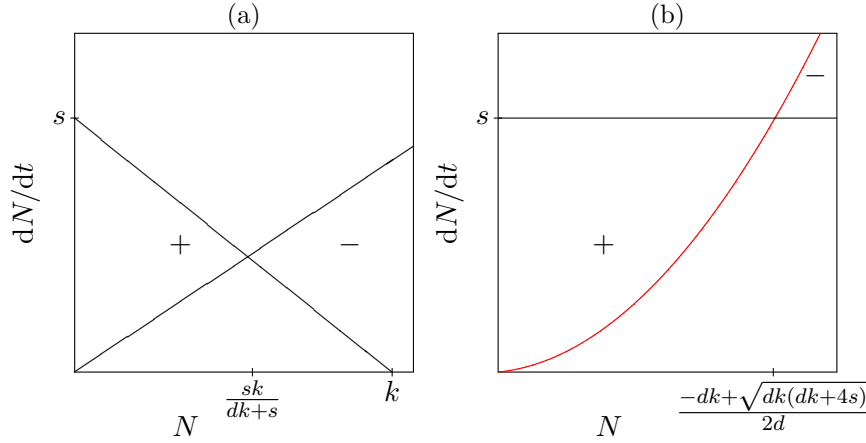 (a)
s
dN/dt
+
−
sk/(dk+s)
k
N
(b)
s
dN/dt
+
−
(−dk+√(dk(dk+4s)))/(2d)
N